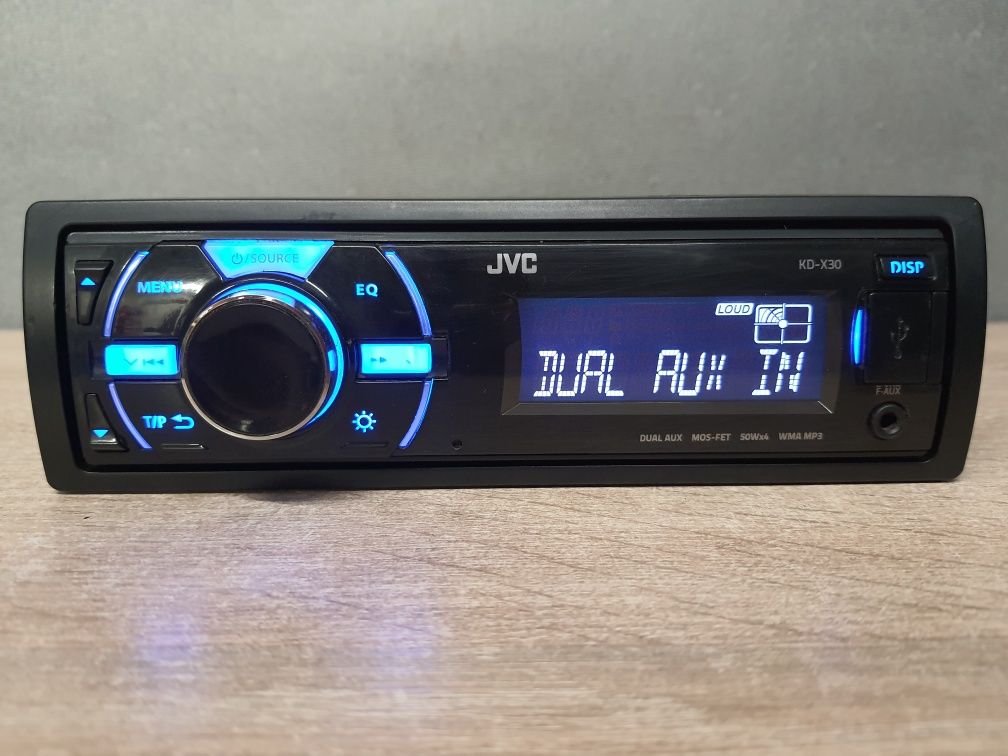 /SOURCE
MENU
EQ
T/P
JVC
KD-X30
DISP
LOUD
DUAL AUX IN
F-AUX
DUAL AUX MOS-FET 50Wx4 WMA MP3